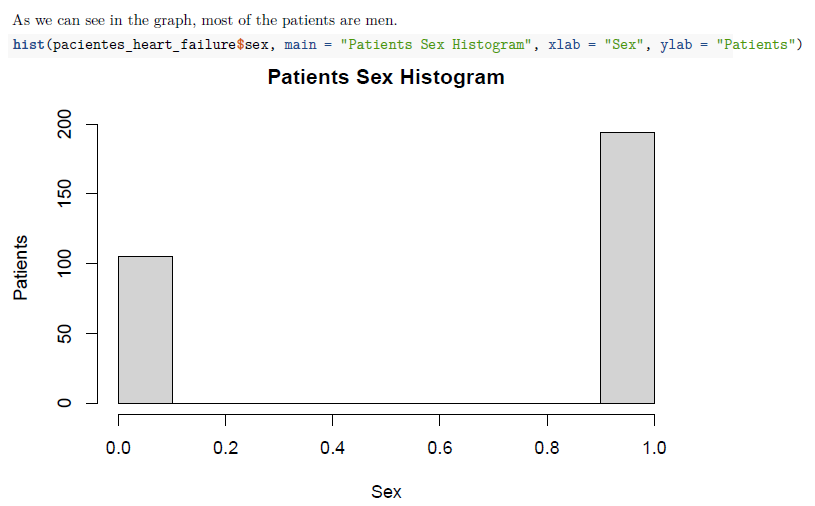 As we can see in the graph, most of the patients are men.
hist(pacientes_heart_failure$sex, main = "Patients Sex Histogram", xlab = "Sex", ylab = "Patients")
Patients Sex Histogram
Patients
200
150
100
50
0
0.0 0.2 0.4 0.6 0.8 1.0
Sex